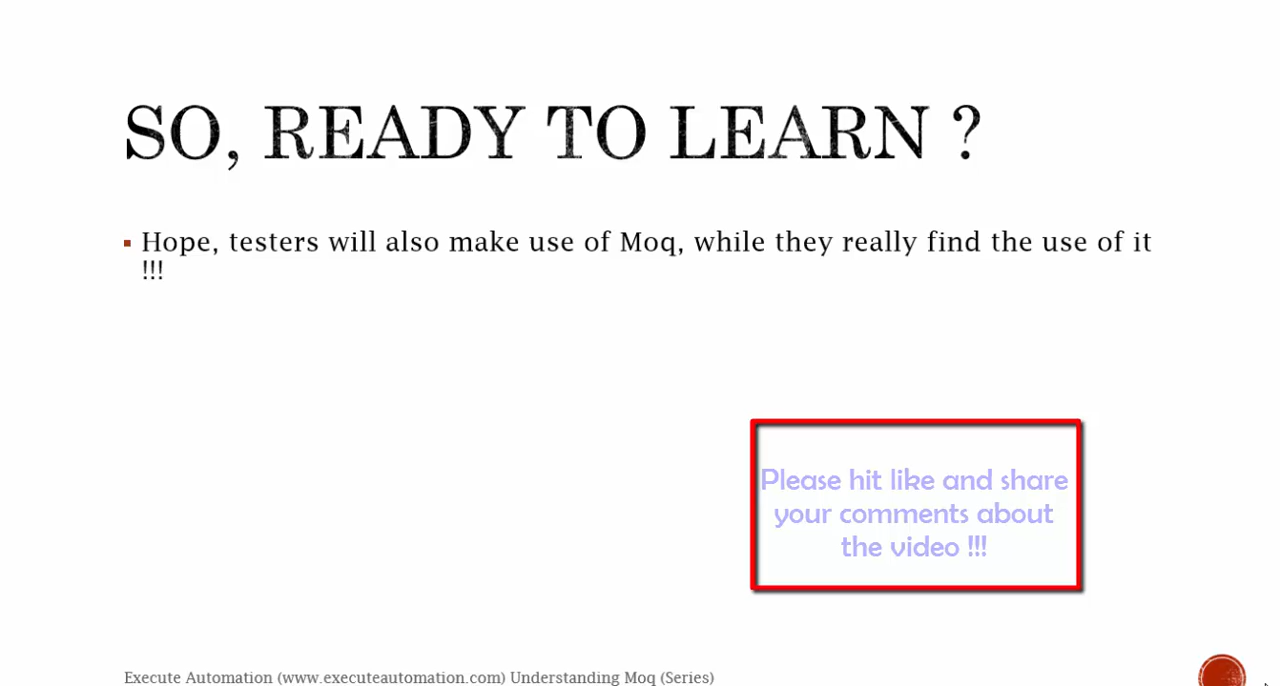 SO, READY TO LEARN ?
Hope, testers will also make use of Moq, while they really find the use of it
!!!
Please hit like and share
your comments about
the video !!!
Execute Automation (www.executeautomation.com) Understanding Moq (Series)